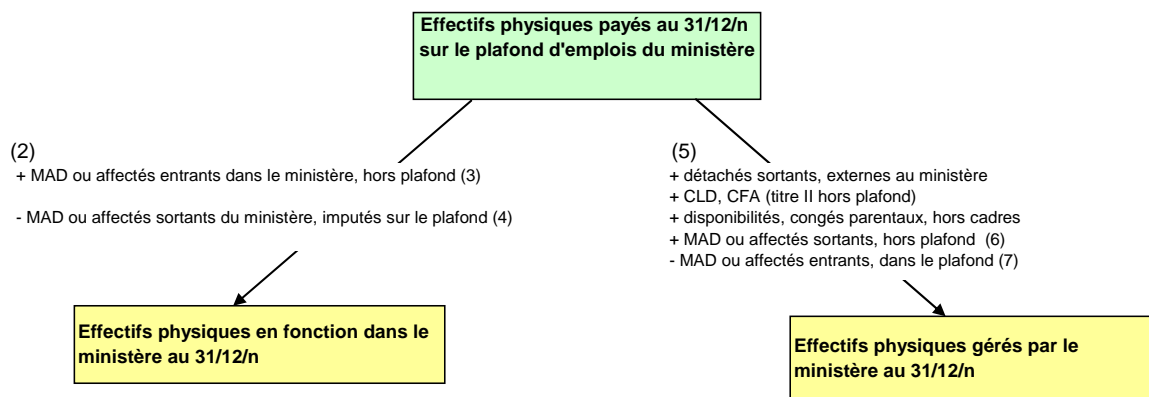 Effectifs physiques payés au 31/12/n
sur le plafond d'emplois du ministère
(2)
+ MAD ou affectés entrants dans le ministère, hors plafond (3)
- MAD ou affectés sortants du ministère, imputés sur le plafond (4)
(5)
+ détachés sortants, externes au ministère
+ CLD, CFA (titre II hors plafond)
+ disponibilités, congés parentaux, hors cadres
+ MAD ou affectés sortants, hors plafond (6)
- MAD ou affectés entrants, dans le plafond (7)
Effectifs physiques en fonction dans le
ministère au 31/12/n
Effectifs physiques gérés par le
ministère au 31/12/n